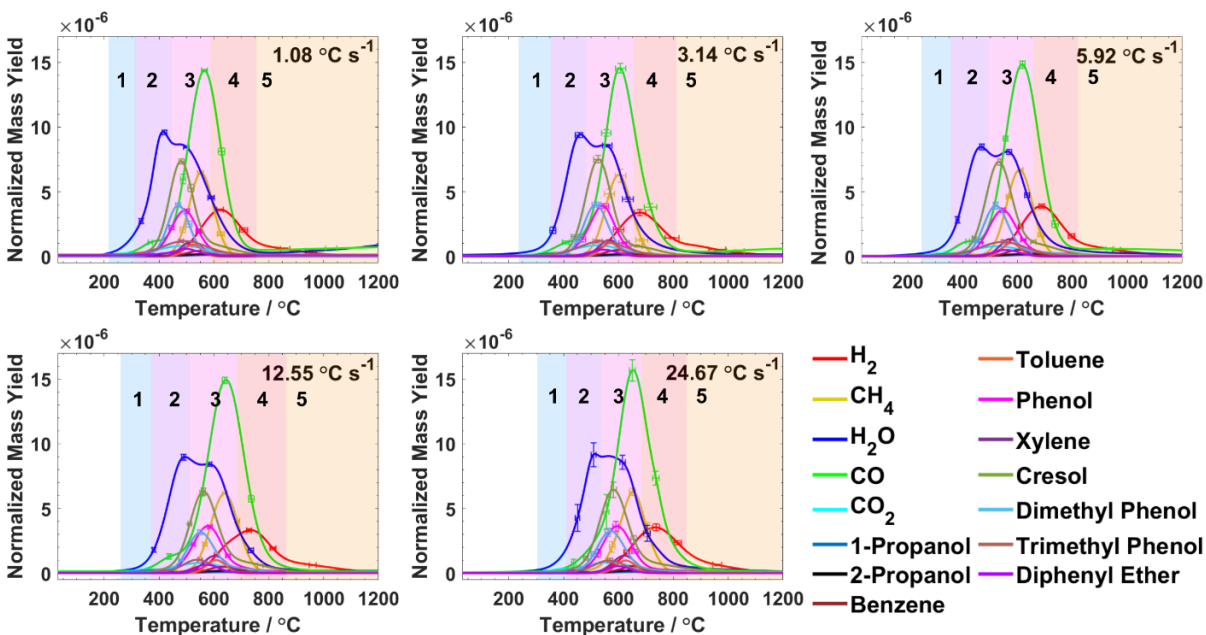 ×10⁻⁶
15
10
5
0
Normalized Mass Yield
1 2 3 4 5
1.08 °C s⁻¹
200 400 600 800 1000 1200
Temperature / °C
×10⁻⁶
15
10
5
0
Normalized Mass Yield
1 2 3 4 5
3.14 °C s⁻¹
200 400 600 800 1000 1200
Temperature / °C
×10⁻⁶
15
10
5
0
Normalized Mass Yield
1 2 3 4 5
5.92 °C s⁻¹
200 400 600 800 1000 1200
Temperature / °C
×10⁻⁶
15
10
5
0
Normalized Mass Yield
1 2 3 4 5
12.55 °C s⁻¹
200 400 600 800 1000 1200
Temperature / °C
×10⁻⁶
15
10
5
0
Normalized Mass Yield
1 2 3 4 5
24.67 °C s⁻¹
200 400 600 800 1000 1200
Temperature / °C
H₂
CH₄
H₂O
CO
CO₂
1-Propanol
2-Propanol
Benzene
Toluene
Phenol
Xylene
Cresol
Dimethyl Phenol
Trimethyl Phenol
Diphenyl Ether